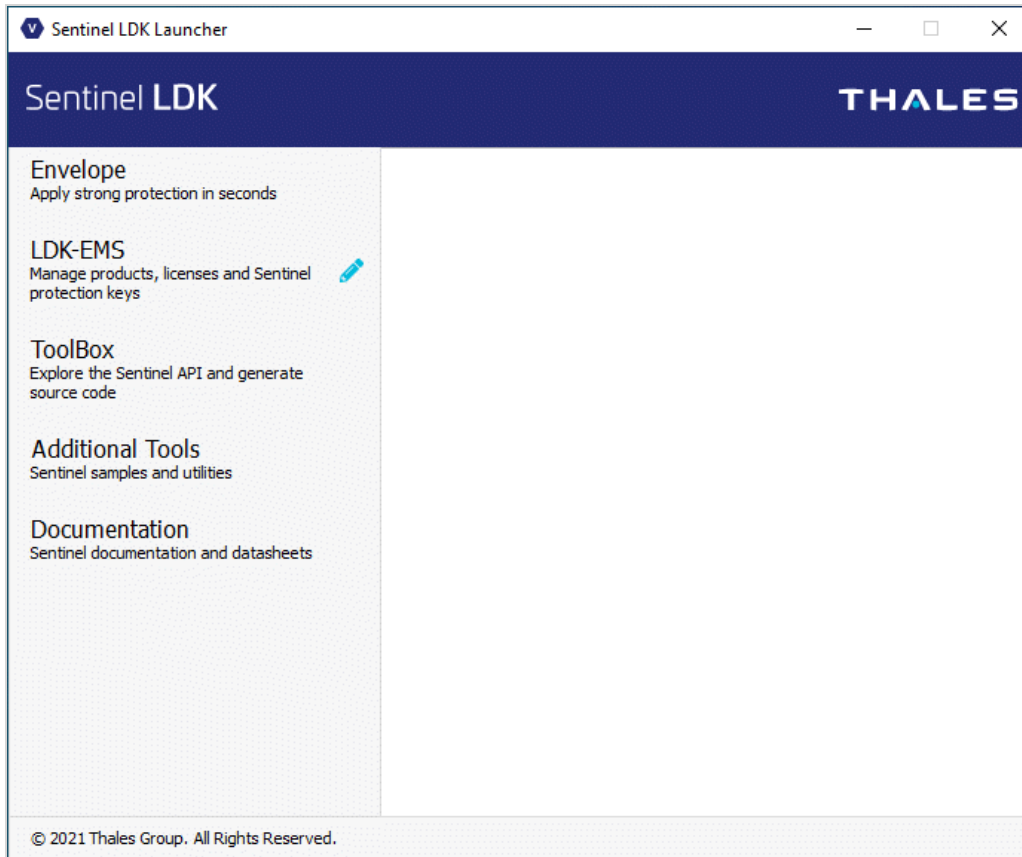 V Sentinel LDK Launcher
Sentinel LDK
THALES
Envelope
Apply strong protection in seconds
LDK-EMS
Manage products, licenses and Sentinel
protection keys
ToolBox
Explore the Sentinel API and generate
source code
Additional Tools
Sentinel samples and utilities
Documentation
Sentinel documentation and datasheets
© 2021 Thales Group. All Rights Reserved.